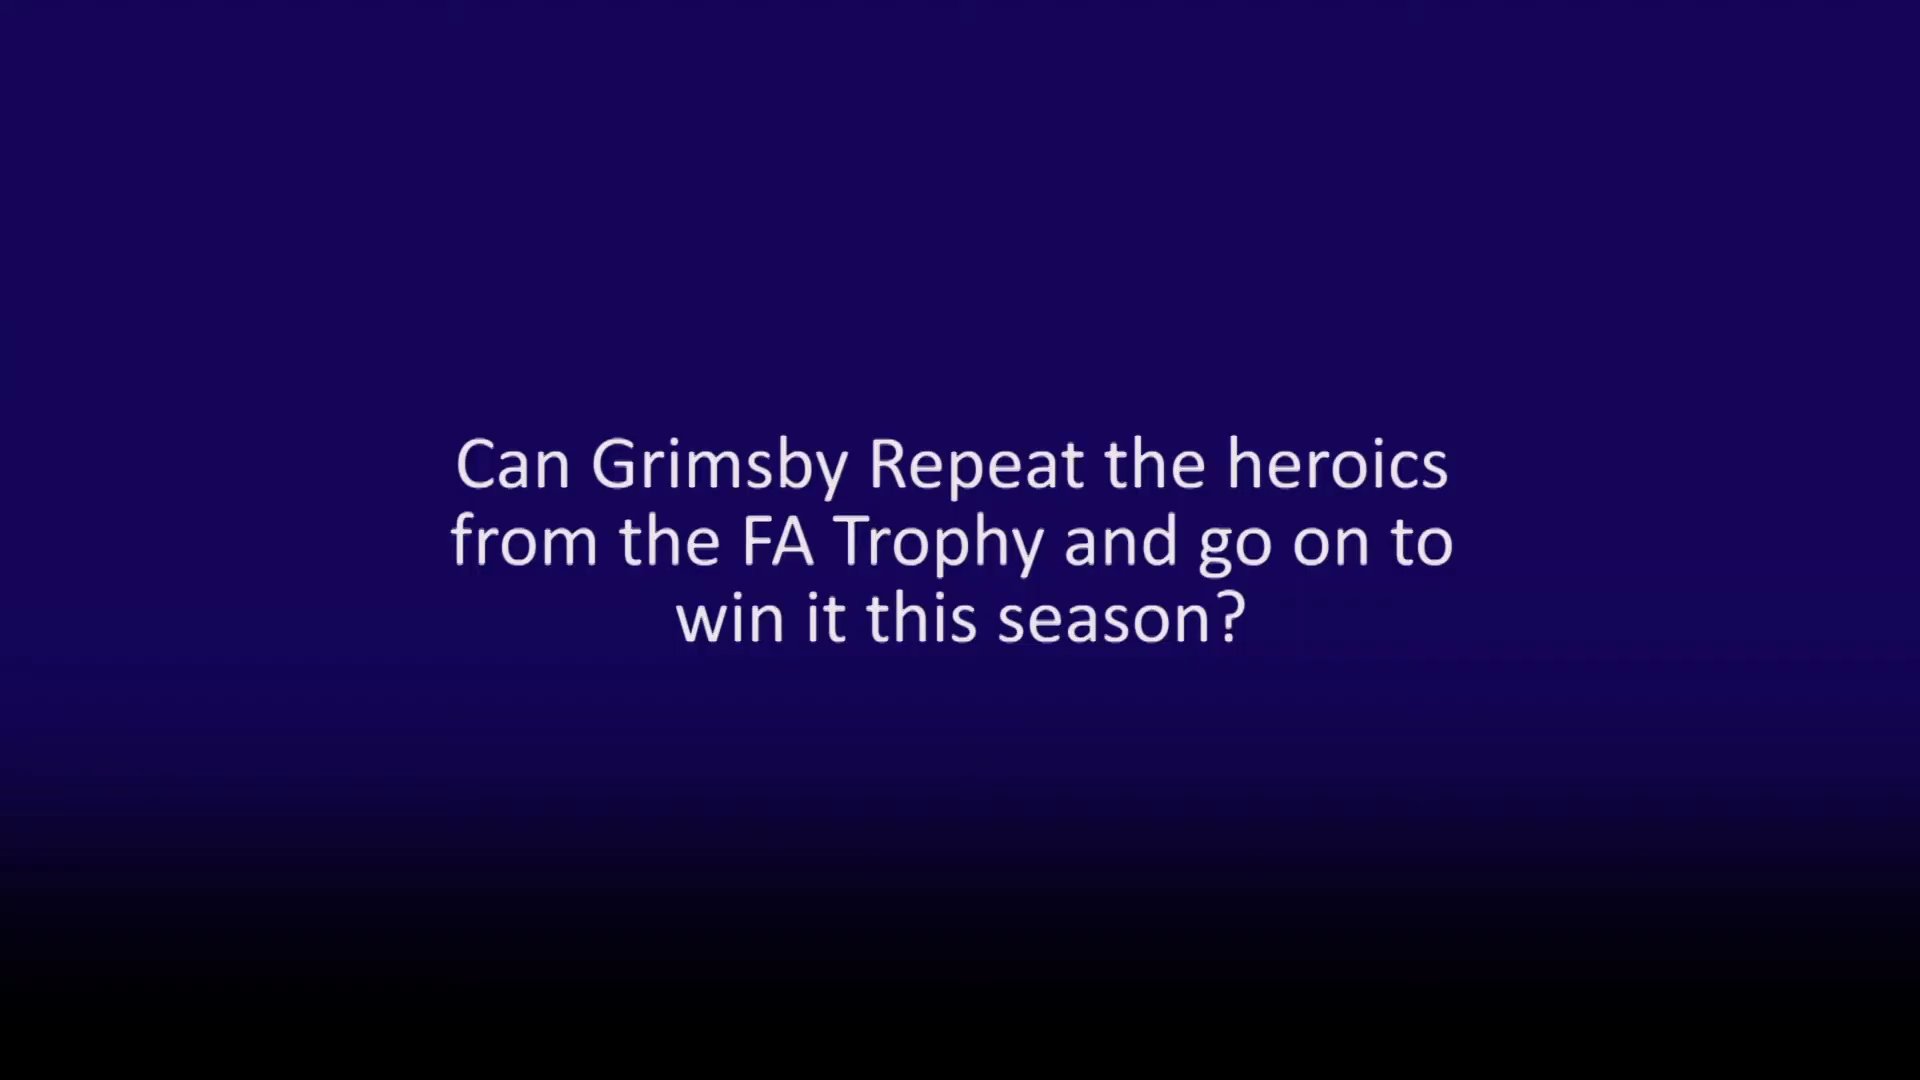 Can Grimsby Repeat the heroics
from the FA Trophy and go on to
win it this season?